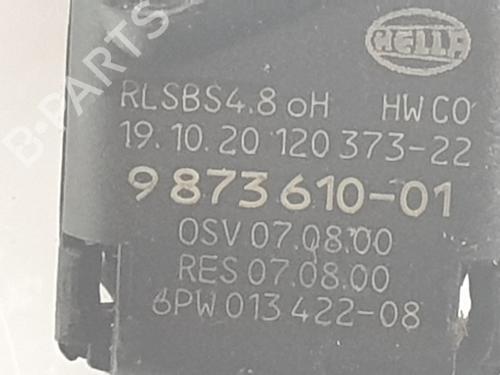 HELLA
RLSBS4.8 oH HW C0
19.10.20 120 373-22
9 873 610-01
OSV 07.08.00
RES 07.08.00
6PW 013 422-08
B-PARTS